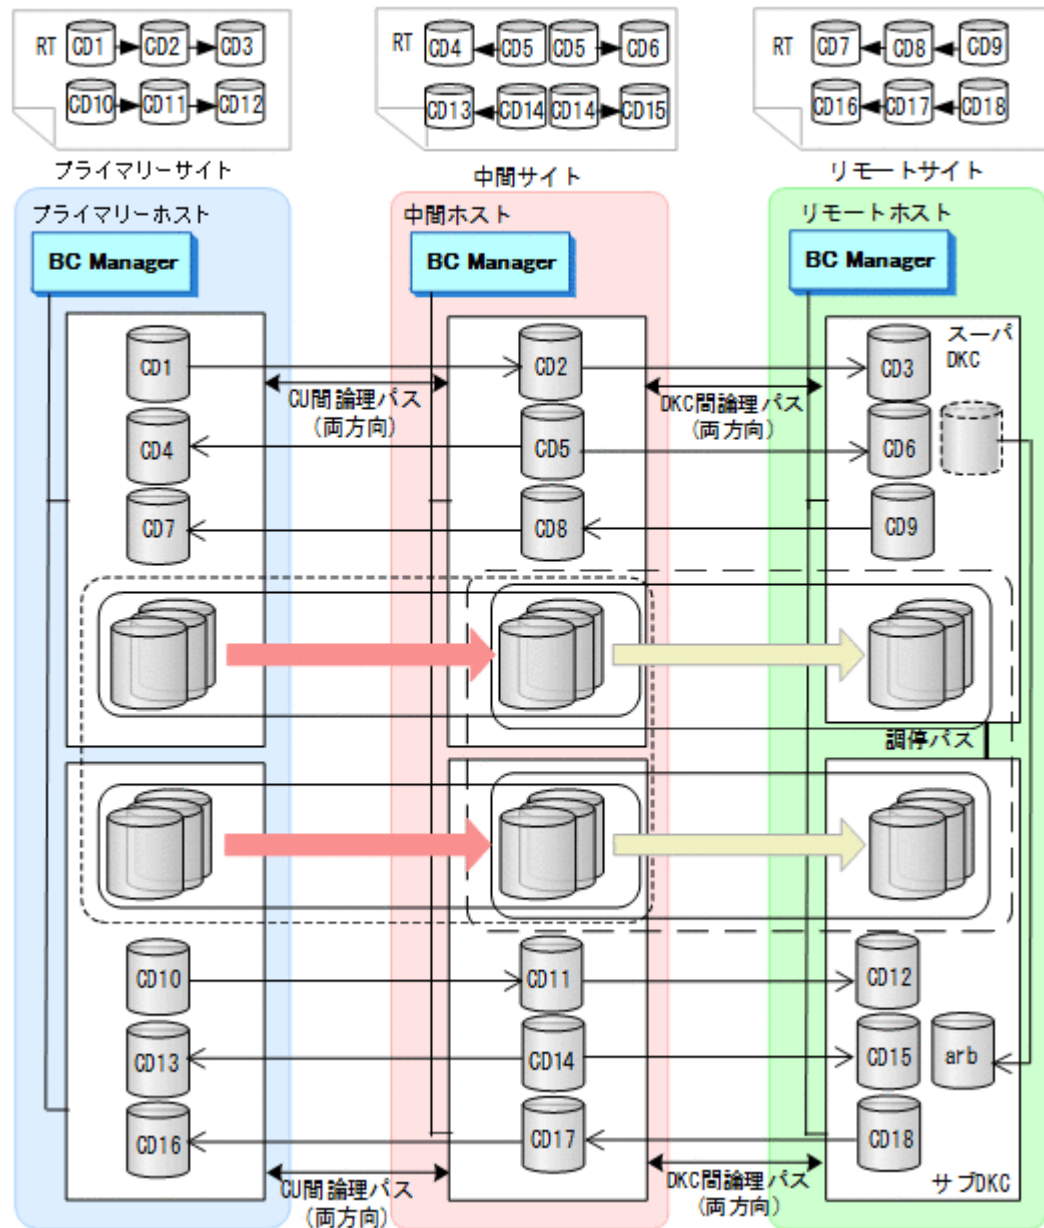 RT CD1 CD2 CD3
CD10 CD11 CD12
RT CD4 CD5 CD5 CD6
CD13 CD14 CD14 CD15
RT CD7 CD8 CD9
CD16 CD17 CD18
プライマリーサイト
中間サイト
リモートサイト
プライマリーホスト
中間ホスト
リモートホスト
BC Manager
BC Manager
BC Manager
CD1
CD2
CD3
スーパ
DKC
CU間論理パス
(両方向)
DKC間論理パス
(両方向)
CD4
CD5
CD6
CD7
CD8
CD9
調停パス
CD10
CD11
CD12
CD13
CD14
CD15
arb
CD16
CD17
CD18
CU間論理パス
(両方向)
DKC間論理パス
(両方向)
サブDKC